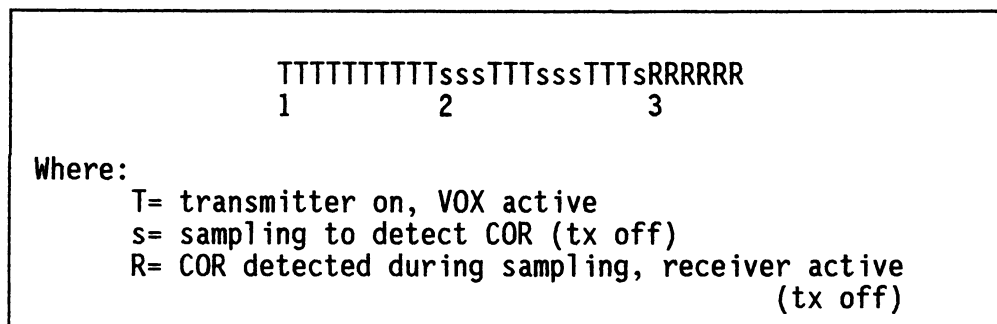 TTTTTTTTTTsssTTTsssTTTsRRRRRR
1 2 3
Where:
T= transmitter on, VOX active
s= sampling to detect COR (tx off)
R= COR detected during sampling, receiver active
(tx off)